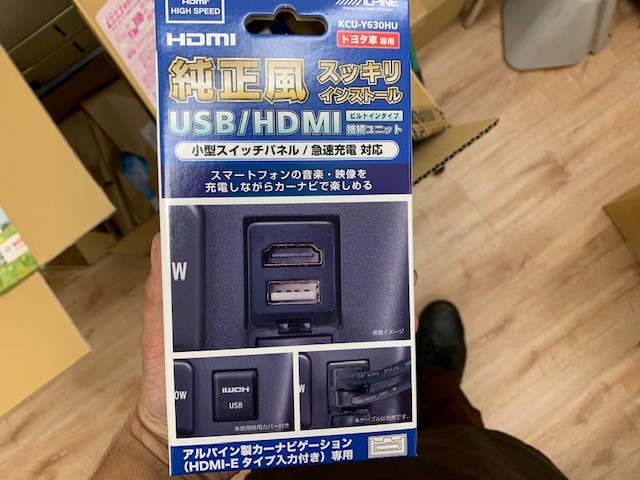 HDMI
HIGH SPEED
ALPINE
KCU-Y630HU
HDMI
トヨタ車 専用
純正風 スッキリ
インストール
USB/HDMI ビルトインタイプ
接続ユニット
小型スイッチパネル / 急速充電 対応
スマートフォンの音楽・映像を
充電しながらカーナビで楽しめる
W
装着イメージ
OW
HDMI
USB
未使用時用カバー付き
W
※ケーブルは別売です。
アルパイン製カーナビゲーション
(HDMI-E タイプ入力付き) 専用